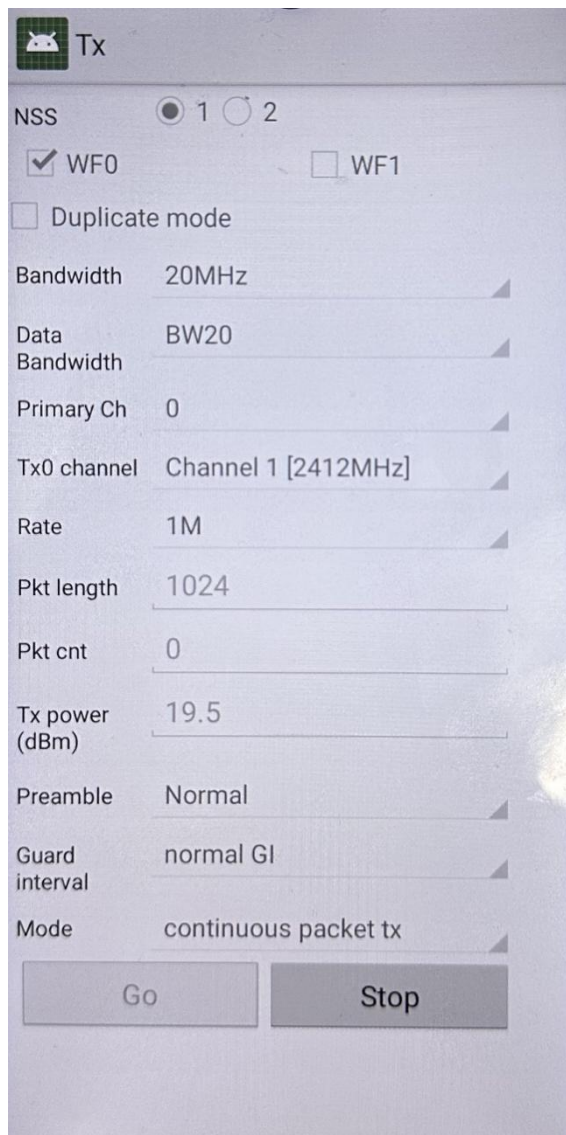 Tx
NSS 1 2
WF0 WF1
Duplicate mode
Bandwidth 20MHz
Data Bandwidth BW20
Primary Ch 0
Tx0 channel Channel 1 [2412MHz]
Rate 1M
Pkt length 1024
Pkt cnt 0
Tx power (dBm) 19.5
Preamble Normal
Guard interval normal GI
Mode continuous packet tx
Go Stop